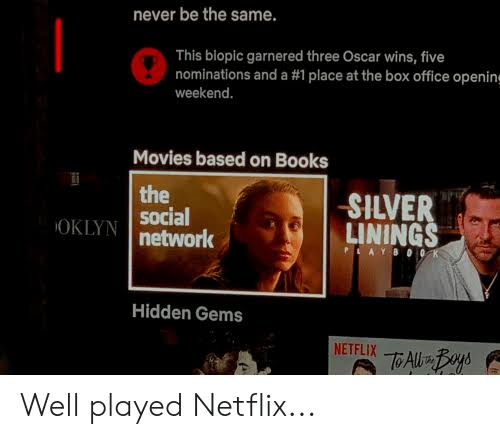 never be the same.
This biopic garnered three Oscar wins, five
nominations and a #1 place at the box office opening
weekend.
Movies based on Books
OOKLYN
the
social
network
SILVER
LININGS
PLAYBOOK
Hidden Gems
NETFLIX
To All the Boys
Well played Netflix...